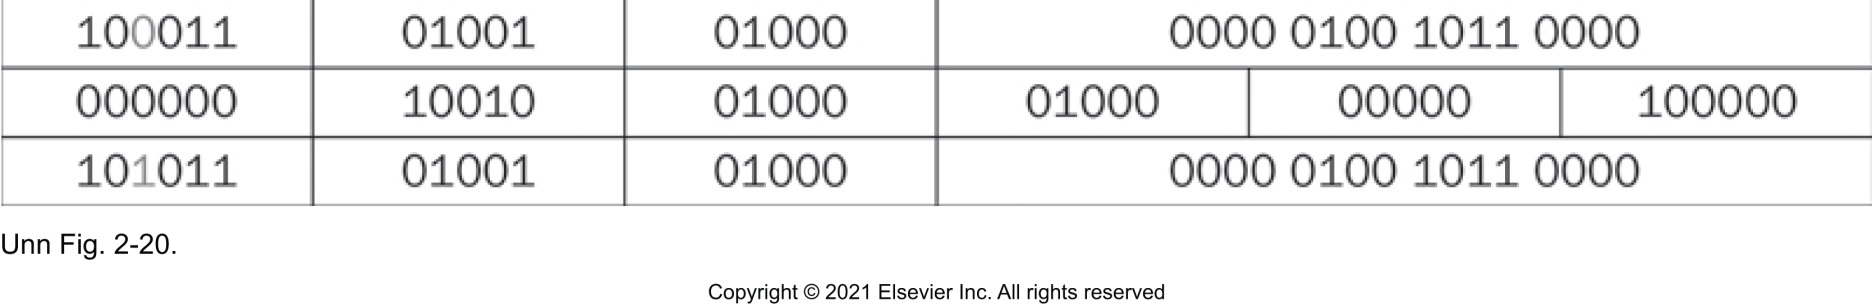 100011 01001 01000 0000 0100 1011 0000
000000 10010 01000 01000 00000 100000
101011 01001 01000 0000 0100 1011 0000
Unn Fig. 2-20.
Copyright © 2021 Elsevier Inc. All rights reserved